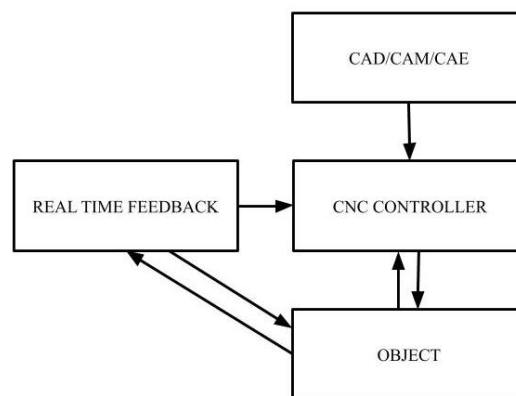 CAD/CAM/CAE
REAL TIME FEEDBACK
CNC CONTROLLER
OBJECT